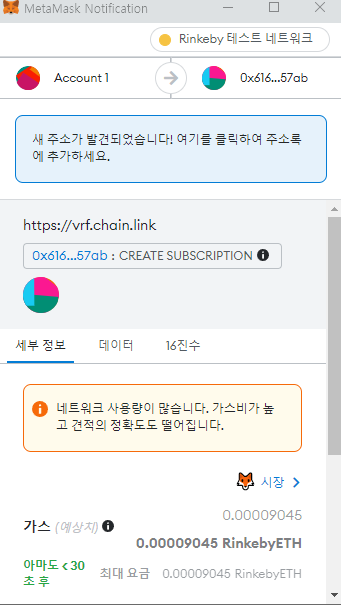 MetaMask Notification
Rinkeby 테스트 네트워크
Account 1
0x616...57ab
새 주소가 발견되었습니다! 여기를 클릭하여 주소록
에 추가하세요.
https://vrf.chain.link
0x616...57ab : CREATE SUBSCRIPTION
세부 정보
데이터
16진수
네트워크 사용량이 많습니다. 가스비가 높
고 견적의 정확도도 떨어집니다.
시장
0.00009045
가스 (예상치)
0.00009045 RinkebyETH
아마도 < 30
초 후
최대 요금 0.00009045 RinkebyETH